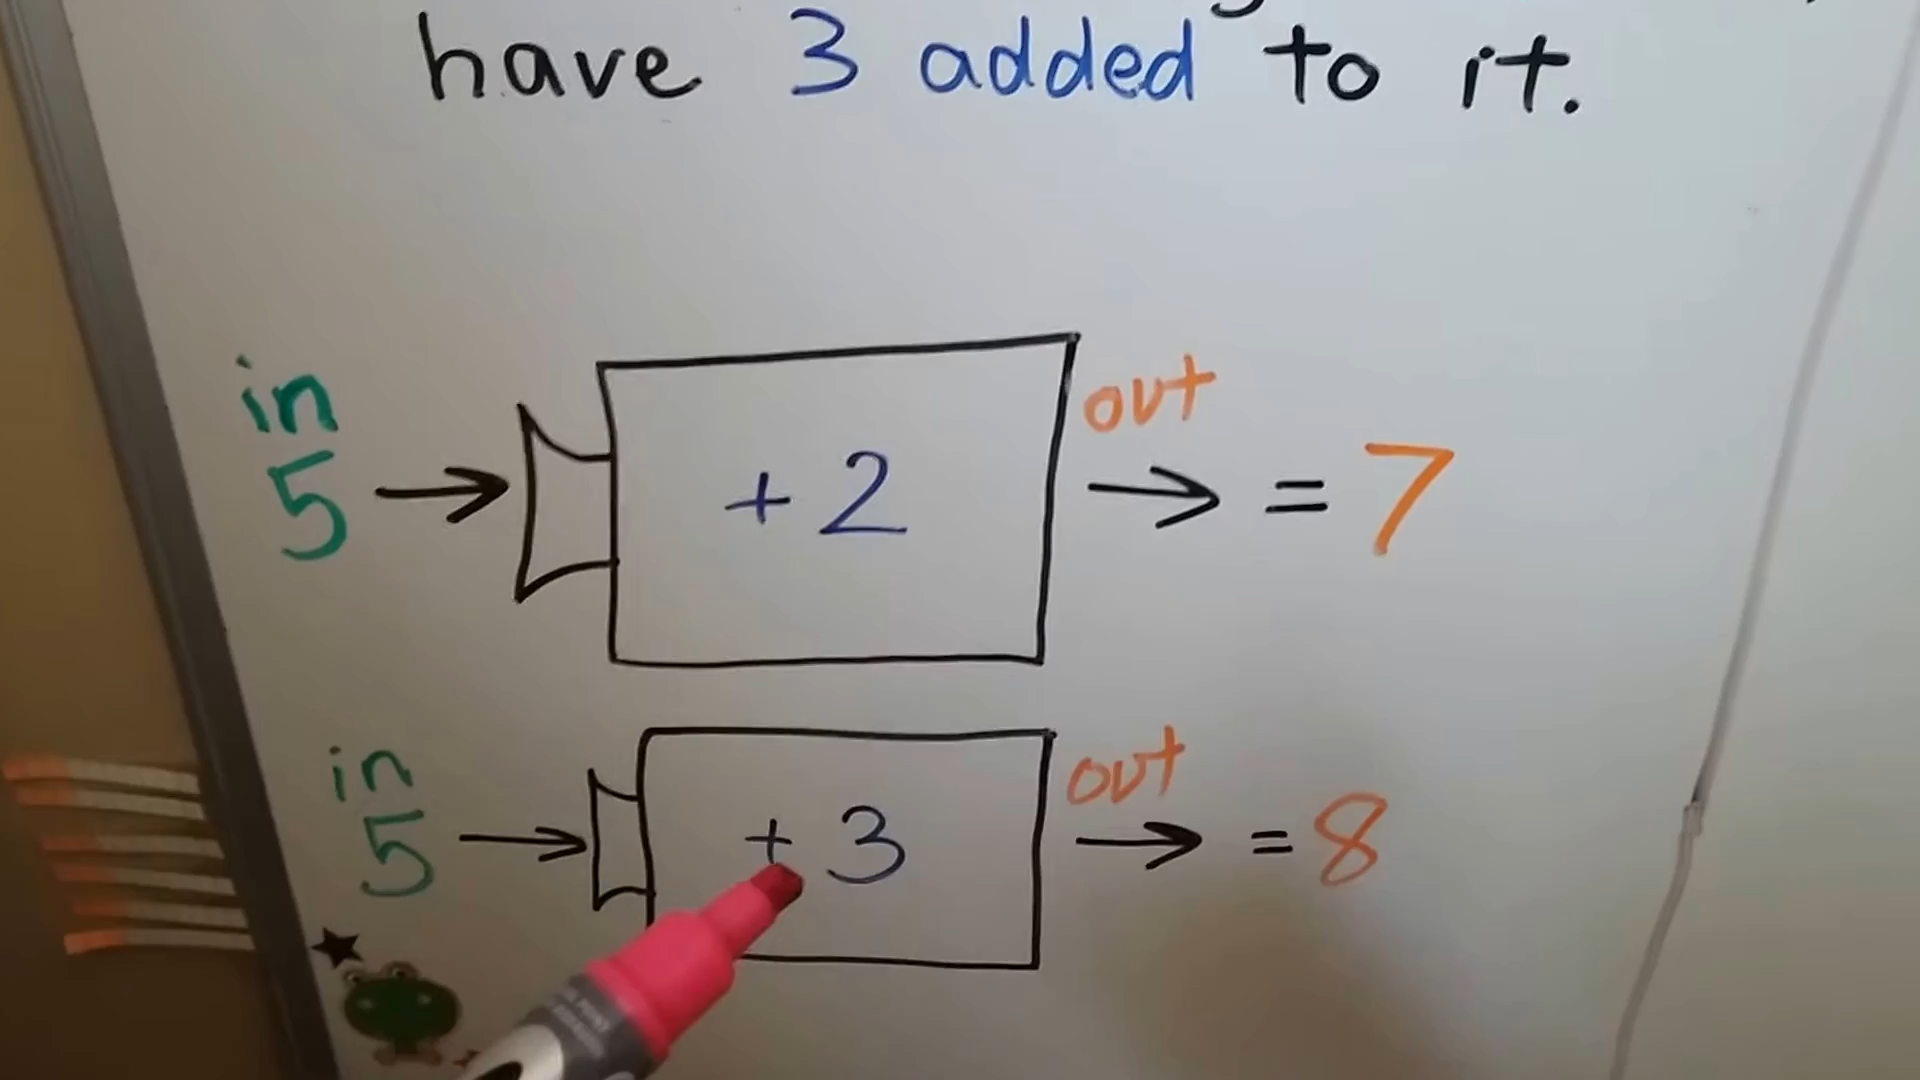 have 3 added to it.
in
out
5 → + 2 → = 7
in
out
5 → + 3 → = 8